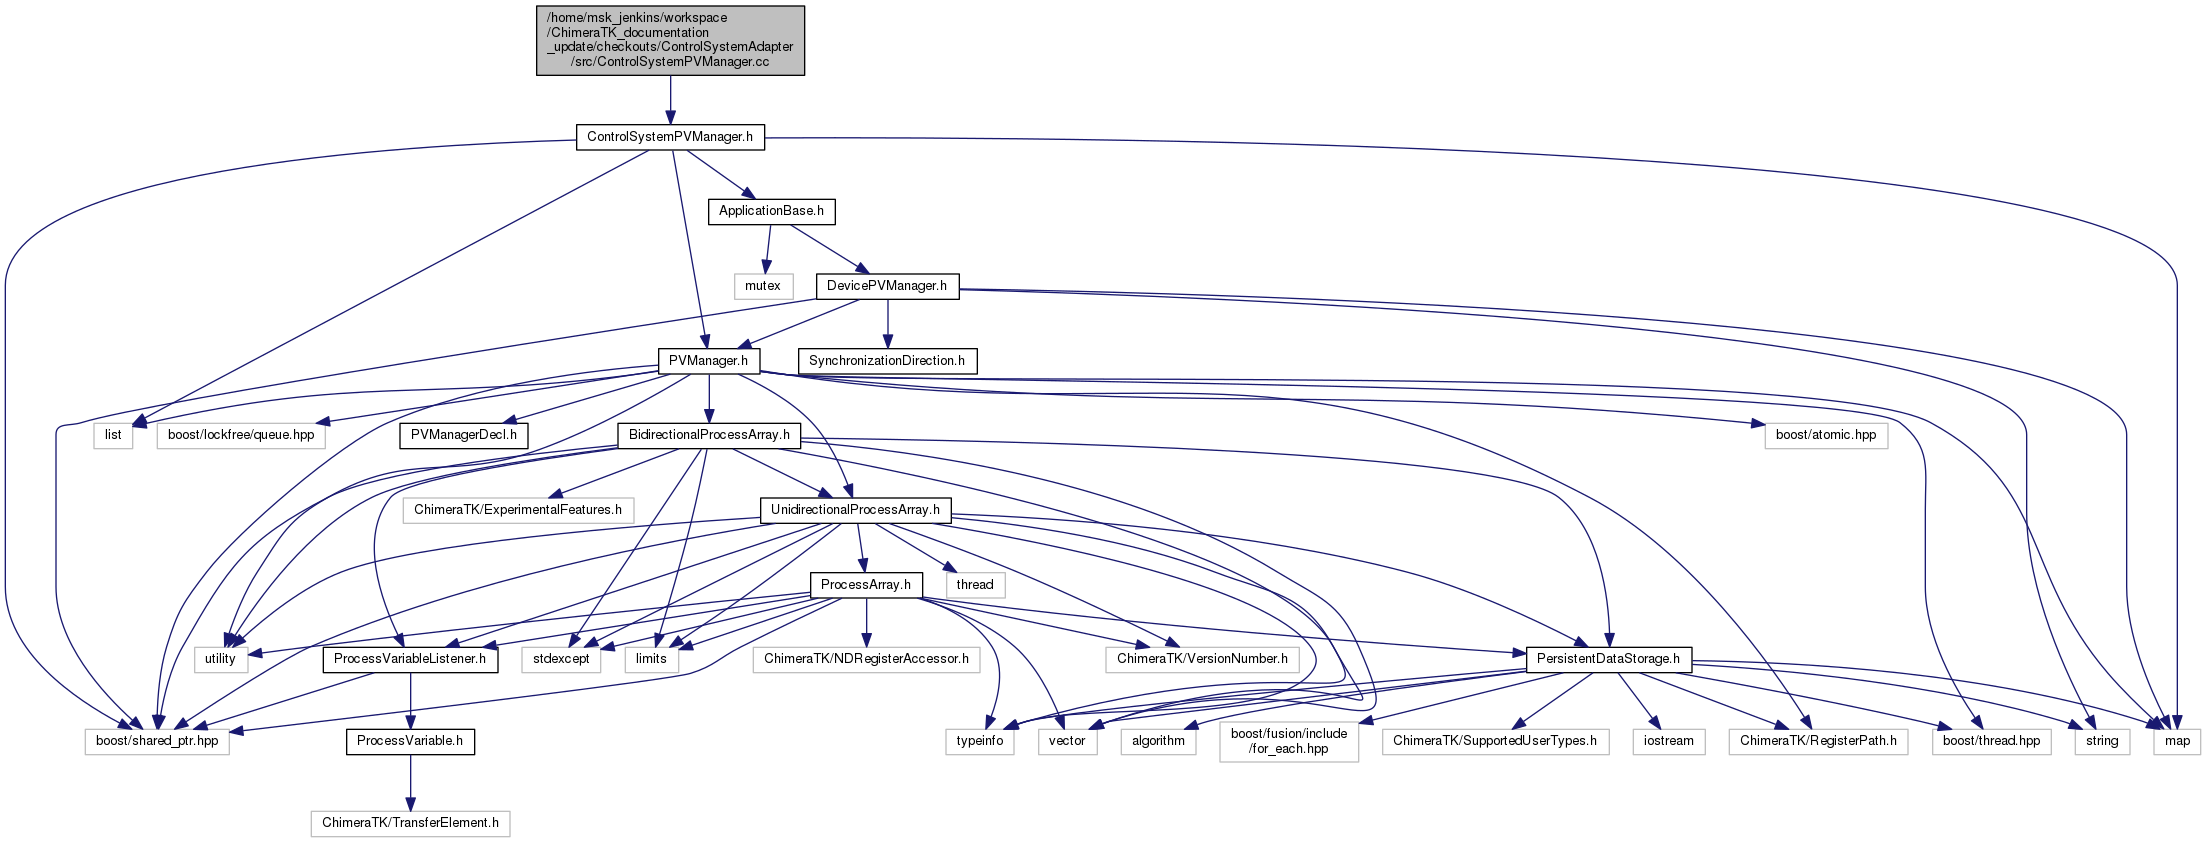 /home/msk_jenkins/workspace
/ChimeraTK_documentation
_update/checkouts/ControlSystemAdapter
/src/ControlSystemPVManager.cc
ControlSystemPVManager.h
ApplicationBase.h
mutex
DevicePVManager.h
PVManager.h
SynchronizationDirection.h
list
boost/lockfree/queue.hpp
PVManagerDecl.h
BidirectionalProcessArray.h
boost/atomic.hpp
ChimeraTK/ExperimentalFeatures.h
UnidirectionalProcessArray.h
ProcessArray.h
thread
utility
ProcessVariableListener.h
stdexcept
limits
ChimeraTK/NDRegisterAccessor.h
ChimeraTK/VersionNumber.h
PersistentDataStorage.h
boost/shared_ptr.hpp
ProcessVariable.h
typeinfo
vector
algorithm
boost/fusion/include
/for_each.hpp
ChimeraTK/SupportedUserTypes.h
iostream
ChimeraTK/RegisterPath.h
boost/thread.hpp
string
map
ChimeraTK/TransferElement.h